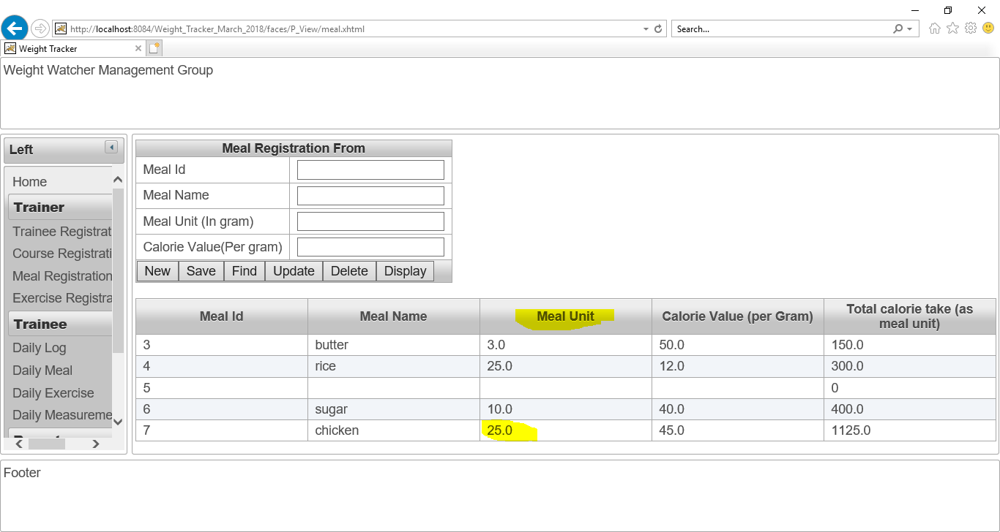 http://localhost:8084/Weight_Tracker_March_2018/faces/P_View/meal.xhtml
Search...
Weight Tracker
Weight Watcher Management Group
Left
Home
Trainer
Trainee Registrat
Course Registrati
Meal Registration
Exercise Registra
Trainee
Daily Log
Daily Meal
Daily Exercise
Daily Measureme
Meal Registration From
Meal Id
Meal Name
Meal Unit (In gram)
Calorie Value(Per gram)
New Save Find Update Delete Display
Meal Id Meal Name Meal Unit Calorie Value (per Gram) Total calorie take (as
meal unit)
3 butter 3.0 50.0 150.0
4 rice 25.0 12.0 300.0
5 0
6 sugar 10.0 40.0 400.0
7 chicken 25.0 45.0 1125.0
Footer